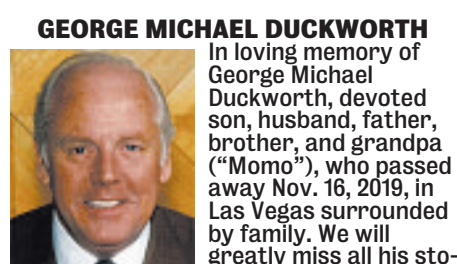 GEORGE MICHAEL DUCKWORTH
In loving memory of
George Michael
Duckworth, devoted
son, husband, father,
brother, and grandpa
(“Momo”), who passed
away Nov. 16, 2019, in
Las Vegas surrounded
by family. We will
greatly miss all his sto-